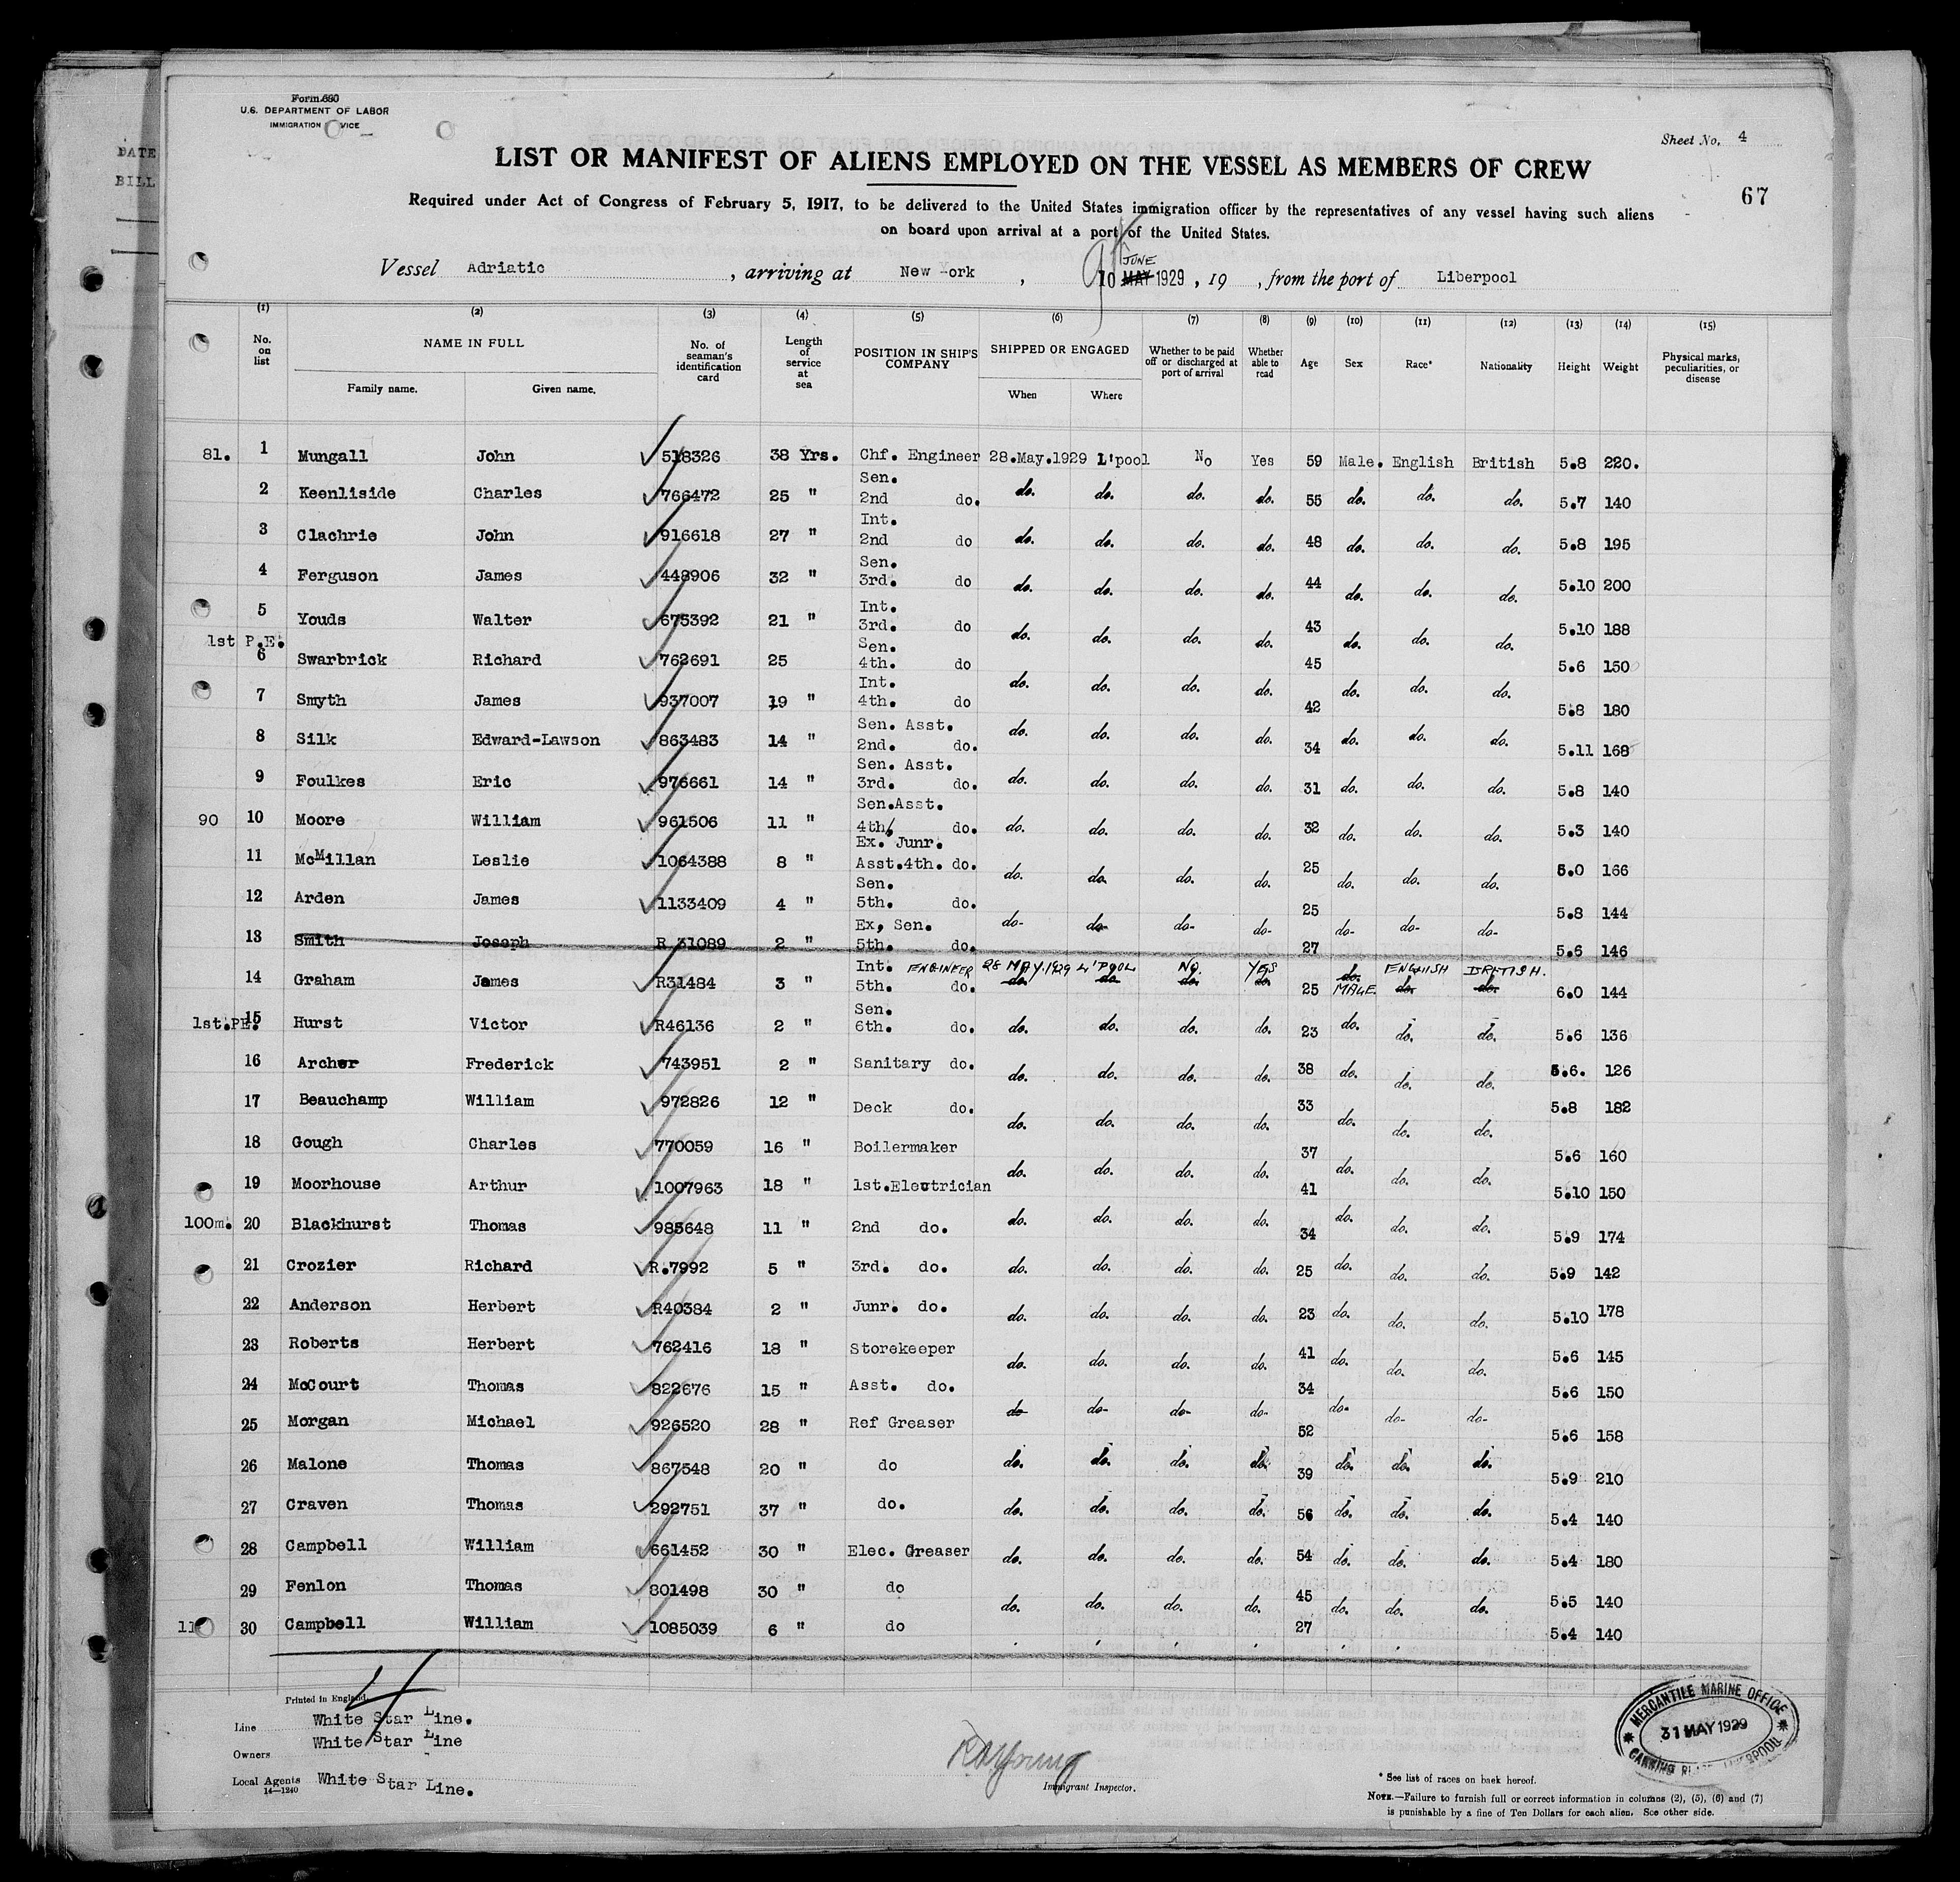 DATE
BILL
Form 680
U.S. DEPARTMENT OF LABOR
IMMIGRATION VICE
Sheet No. 4
LIST OR MANIFEST OF ALIENS EMPLOYED ON THE VESSEL AS MEMBERS OF CREW
67
Required under Act of Congress of February 5, 1917, to be delivered to the United States immigration officer by the representatives of any vessel having such aliens
on board upon arrival at a port of the United States.
Vessel Adriatic, arriving at New York, 10 MAY JUNE 1929, 19 , from the port of Liberpool
(1) (2) (3) (4) (5) (6) (7) (8) (9) (10) (11) (12) (13) (14) (15)
No. on list NAME IN FULL Family name. Given name. No. of seaman's identification card Length of service at sea POSITION IN SHIP'S COMPANY SHIPPED OR ENGAGED When Where Whether to be paid off or discharged at port of arrival Whether able to read Age Sex Race* Nationality Height Weight Physical marks, peculiarities, or disease
81. 1 Mungall John 518326 38 Yrs. Chf. Engineer 28.May.1929 L'pool No Yes 59 Male. English British 5.8 220.
2 Keenliside Charles 766472 25 " Sen. 2nd do. do. do. do. do. 55 do. do. do. 5.7 140
3 Clachrie John 916618 27 " Int. 2nd do do. do. do. do. 48 do. do. do. 5.8 195
4 Ferguson James 448906 32 " Sen. 3rd. do do. do. do. do. 44 do. do. do. 5.10 200
5 Youds Walter 675392 21 " Int. 3rd. do do. do. do. do. 43 do. do. do. 5.10 188
1st P.E. 6 Swarbrick Richard 762691 25 Sen. 4th. do do. do. do. do. 45 do. do. do. 5.6 150
7 Smyth James 937007 19 " Int. 4th. do do. do. do. do. 42 do. do. do. 5.8 180
8 Silk Edward-Lawson 863483 14 " Sen. Asst. 2nd. do. do. do. do. do. 34 do. do. do. 5.11 168
9 Foulkes Eric 976661 14 " Sen. Asst. 3rd. do. do. do. do. do. 31 do. do. do. 5.8 140
90 10 Moore William 961506 11 " Sen.Asst. 4th, do. do. do. do. do. 32 do. do. do. 5.3 140
11 McMillan Leslie 1064388 8 " Ex. Junr. Asst.4th. do. do. do. do. do. 25 do. do. do. 6.0 166
12 Arden James 1133409 4 " Sen. 5th. do. do- do- do- do- 25 do- do- do- 5.8 144
13 Smith Joseph R 31089 2 " Ex, Sen. 5th. do. 27 5.6 146
14 Graham James R31484 3 " Int. ENGINEER 5th. do. 28 MAY.1929 do. L'POOL do. NO. do. YES do. 25 do. MALE. ENGLISH do. BRITISH. do. 6.0 144
1st.PE. 15 Hurst Victor R46136 2 " Sen. 6th. do. do. do. do. do. 23 do. do. do. 5.6 136
16 Archer Frederick 743951 2 " Sanitary do. do. do. do. do. 38 do. do. do. 5.6. 126
17 Beauchamp William 972826 12 " Deck do. do. do. do. do. 33 do. do. do. 5.8 182
18 Gough Charles 770059 16 " Boilermaker do. do. do. do. 37 do. do. do. 5.6 160
19 Moorhouse Arthur 1007963 18 " 1st.Electrician do. do. do. do. 41 do. do. do. 5.10 150
100m. 20 Blackhurst Thomas 985648 11 " 2nd do. do. do. do. do. 34 do. do. do. 5.9 174
21 Crozier Richard R.7992 5 " 3rd. do. do. do. do. do. 25 do. do. do. 5.9 142
22 Anderson Herbert R40384 2 " Junr. do. do. do. do. do. 23 do. do. do. 5.10 178
23 Roberts Herbert 762416 18 " Storekeeper do. do. do. do. 41 do. do. do. 5.6 145
24 McCourt Thomas 822676 15 " Asst. do. do- do- do- do- 34 do- do- do- 5.6 150
25 Morgan Michael 926520 28 " Ref Greaser do. do. do. do. 52 do. do. do. 5.6 158
26 Malone Thomas 867548 20 " do do. do. do. do. 39 do. do. do. 5.9 210
27 Craven Thomas 292751 37 " do. do. do. do. do. 56 do. do. do. 5.4 140
28 Campbell William 661452 30 " Elec. Greaser do. do. do. do. 54 do. do. do. 5.4 180
29 Fenlon Thomas 801498 30 " do do. do. do. do. 45 do. do. do. 5.5 140
11 30 Campbell William 1085039 6 " do 27 5.4 140
4
Printed in England.
Line White Star Line.
Owners White Star Line
Local Agents White Star Line.
14—1240
Immigrant Inspector.
MERCANTILE MARINE OFFICE
31 MAY 1929
CANNING PLACE LIVERPOOL
* See list of races on back hereof.
NOTE.—Failure to furnish full or correct information in columns (2), (5), (6) and (7)
is punishable by a fine of Ten Dollars for each alien. See other side.